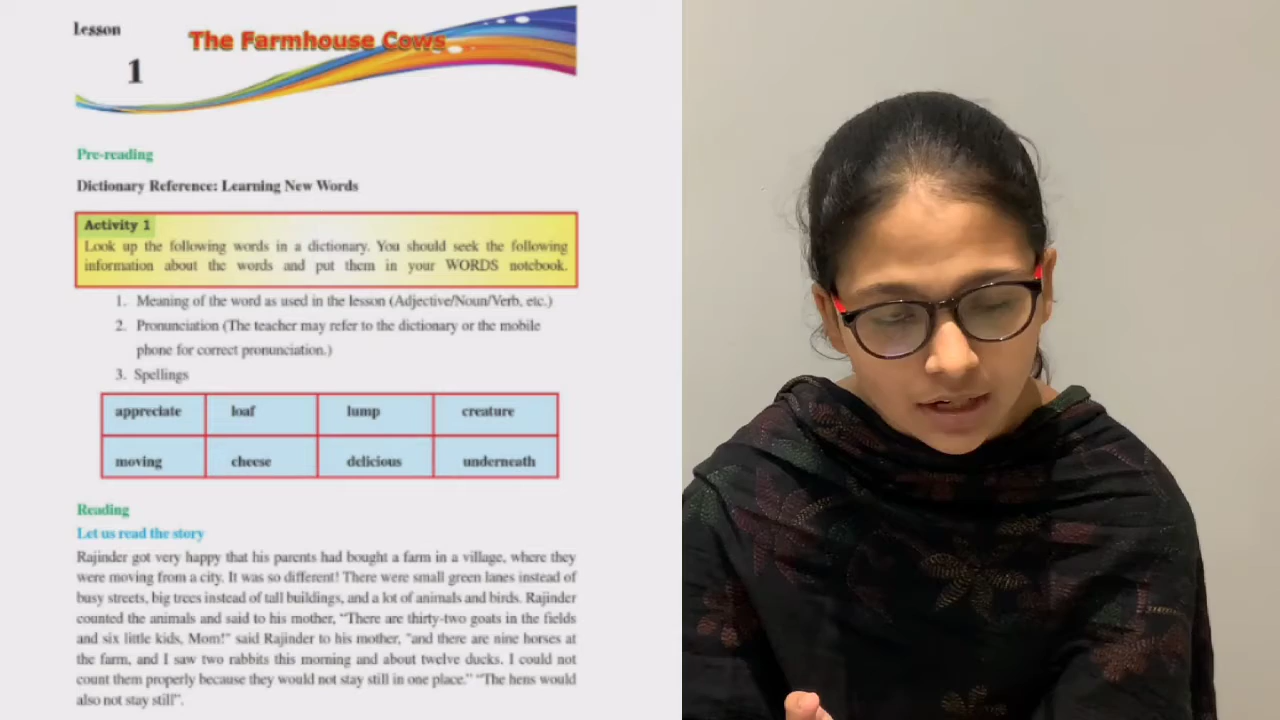 Lesson
1
The Farmhouse Cows
Pre-reading
Dictionary Reference: Learning New Words
Activity 1
Look up the following words in a dictionary. You should seek the following
information about the words and put them in your WORDS notebook.
1. Meaning of the word as used in the lesson (Adjective/Noun/Verb, etc.)
2. Pronunciation (The teacher may refer to the dictionary or the mobile
phone for correct pronunciation.)
3. Spellings
appreciate loaf lump creature
moving cheese delicious underneath
Reading
Let us read the story
Rajinder got very happy that his parents had bought a farm in a village, where they
were moving from a city. It was so different! There were small green lanes instead of
busy streets, big trees instead of tall buildings, and a lot of animals and birds. Rajinder
counted the animals and said to his mother, “There are thirty-two goats in the fields
and six little kids, Mom!" said Rajinder to his mother, "and there are nine horses at
the farm, and I saw two rabbits this morning and about twelve ducks. I could not
count them properly because they would not stay still in one place.” “The hens would
also not stay still”.